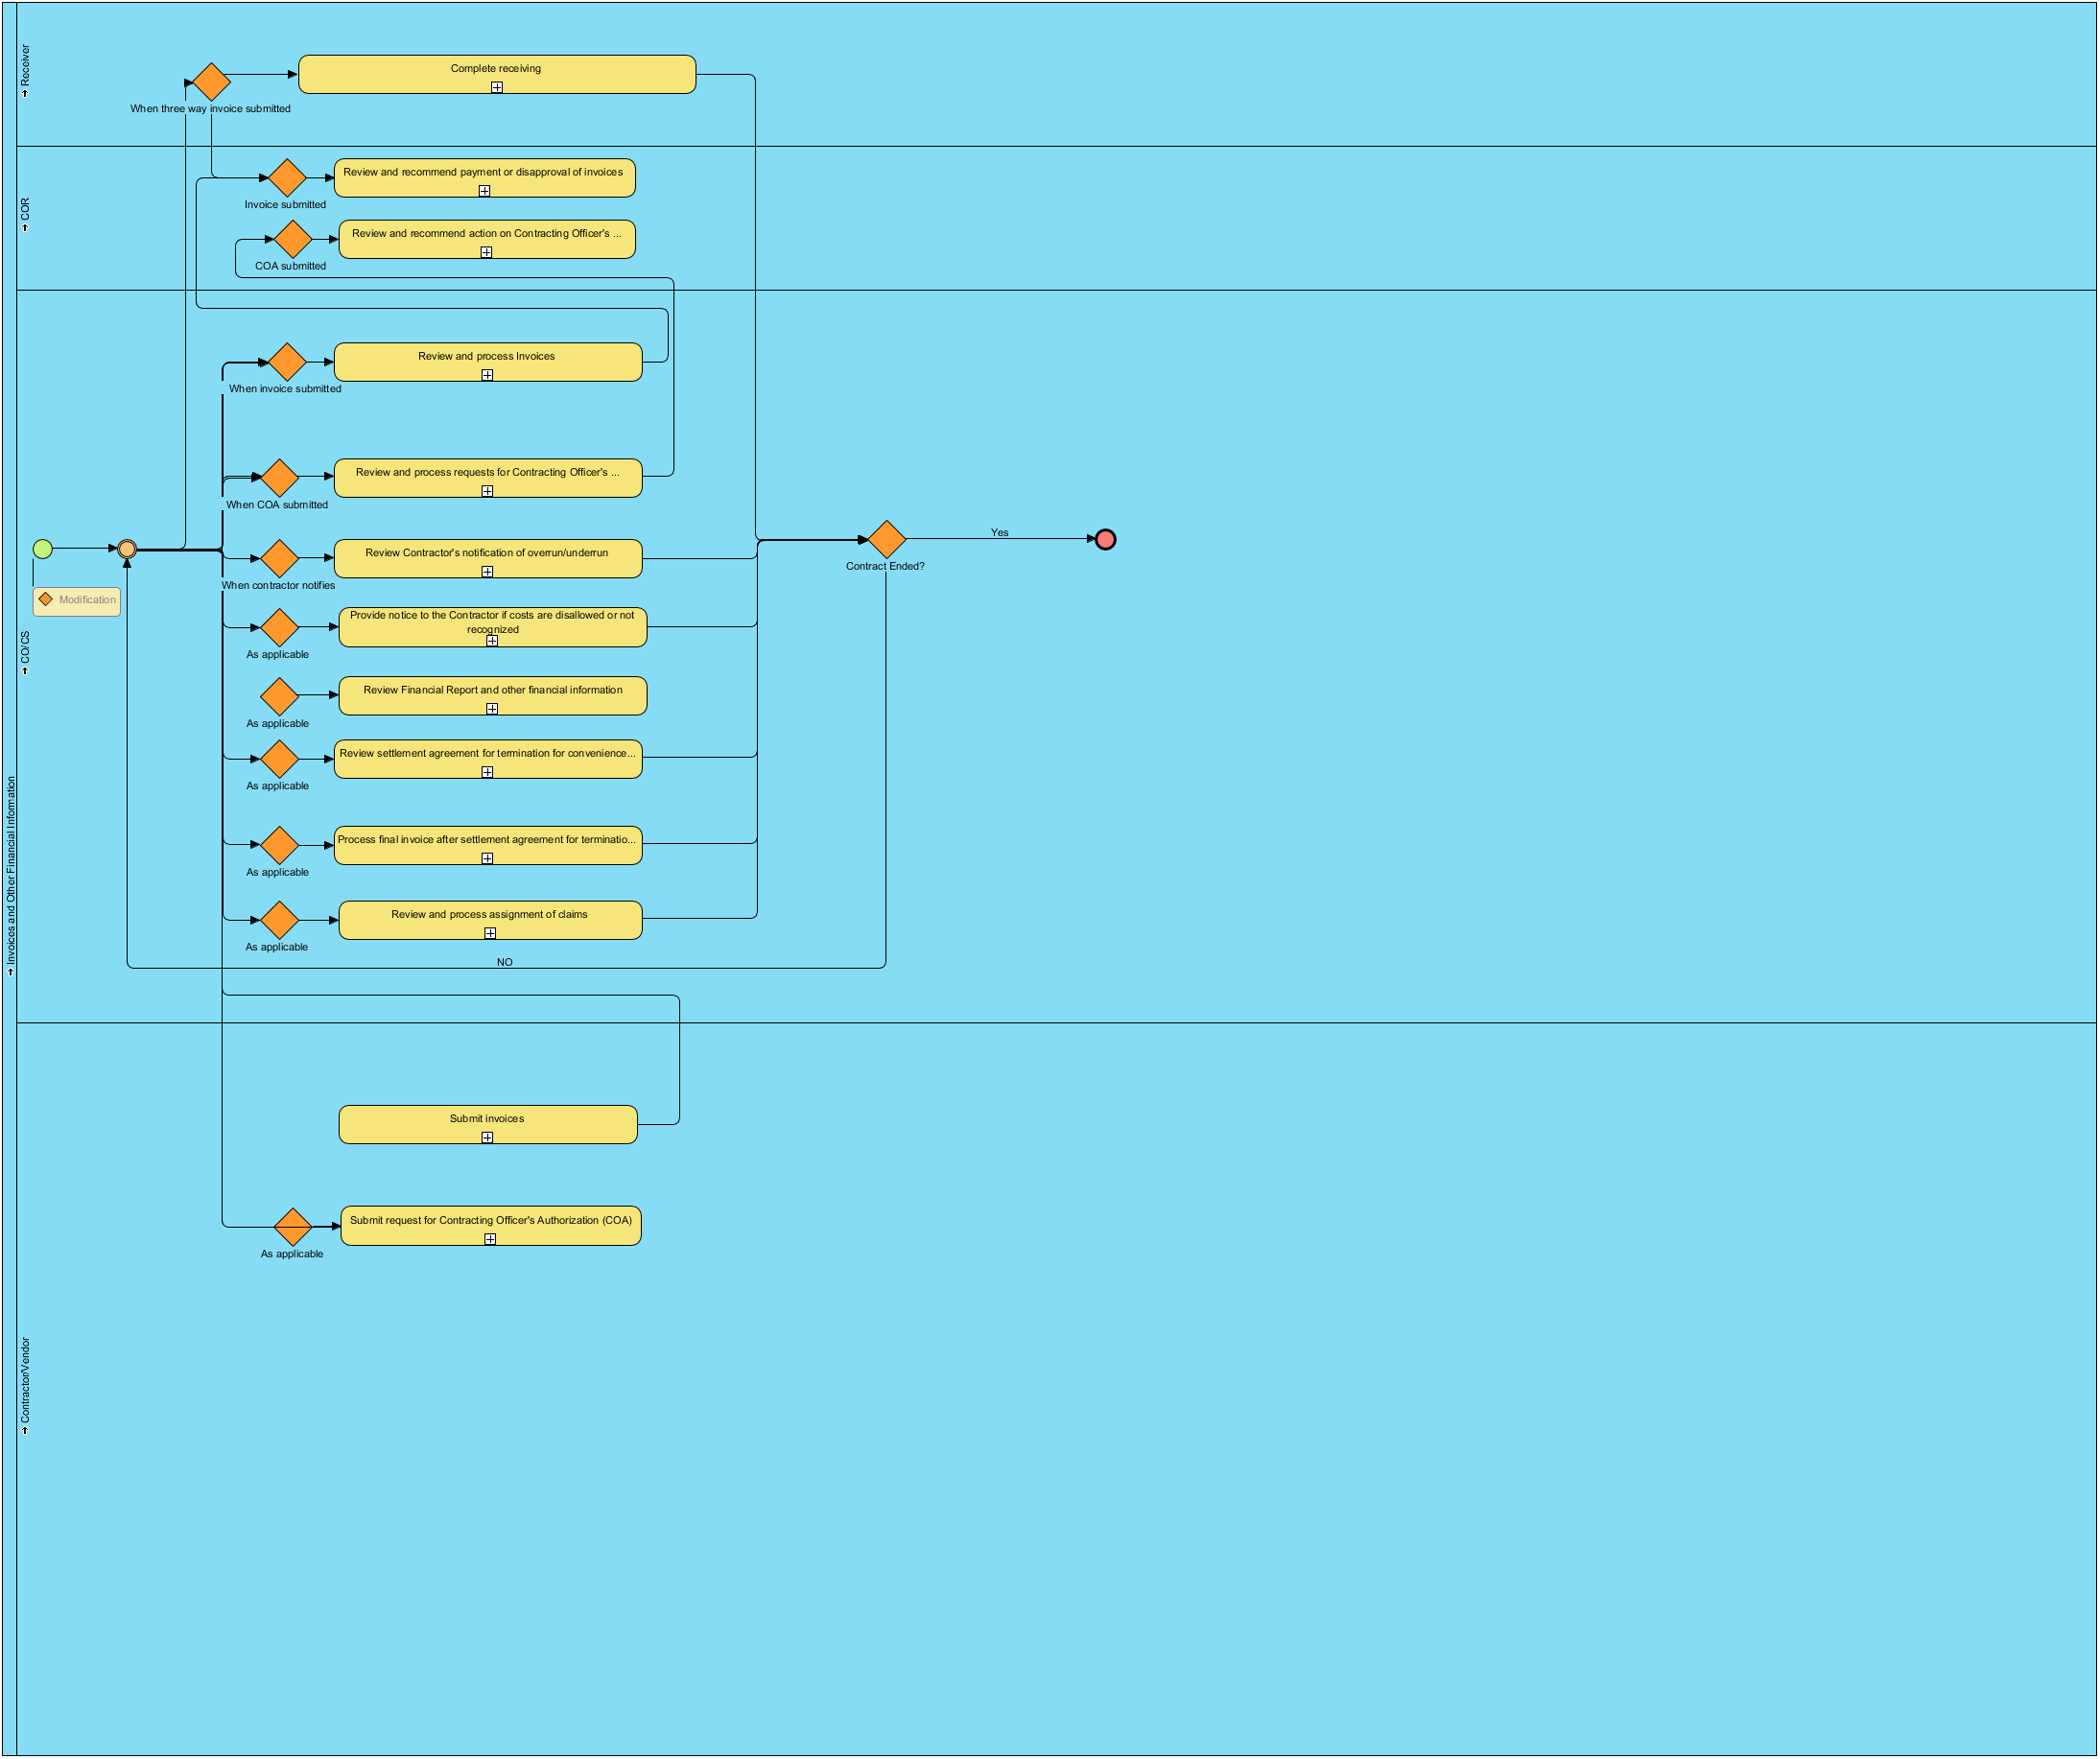 Invoices and Other Financial Information
Receiver
Complete receiving
When three way invoice submitted
COR
Review and recommend payment or disapproval of invoices
Invoice submitted
Review and recommend action on Contracting Officer's ...
COA submitted
CO/CS
Review and process Invoices
When invoice submitted
Review and process requests for Contracting Officer's ...
When COA submitted
Modification
Review Contractor's notification of overrun/underrun
When contractor notifies
Provide notice to the Contractor if costs are disallowed or not
recognized
As applicable
Review Financial Report and other financial information
As applicable
Review settlement agreement for termination for convenience...
As applicable
Process final invoice after settlement agreement for terminatio...
As applicable
Review and process assignment of claims
As applicable
Contract Ended?
Yes
NO
Contractor/Vendor
Submit invoices
Submit request for Contracting Officer's Authorization (COA)
As applicable